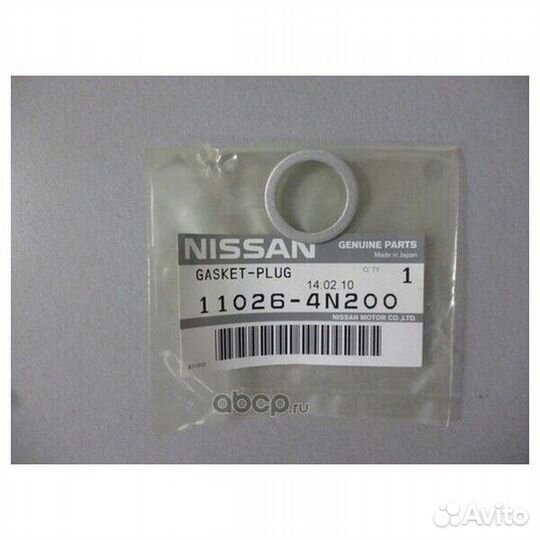 NISSAN
GENUINE PARTS
Made in Japan
GASKET-PLUG
Q'TY 1
14.02.10
11026-4N200
NISSAN MOTOR CO.,LTD.
abcp.ru
Avito